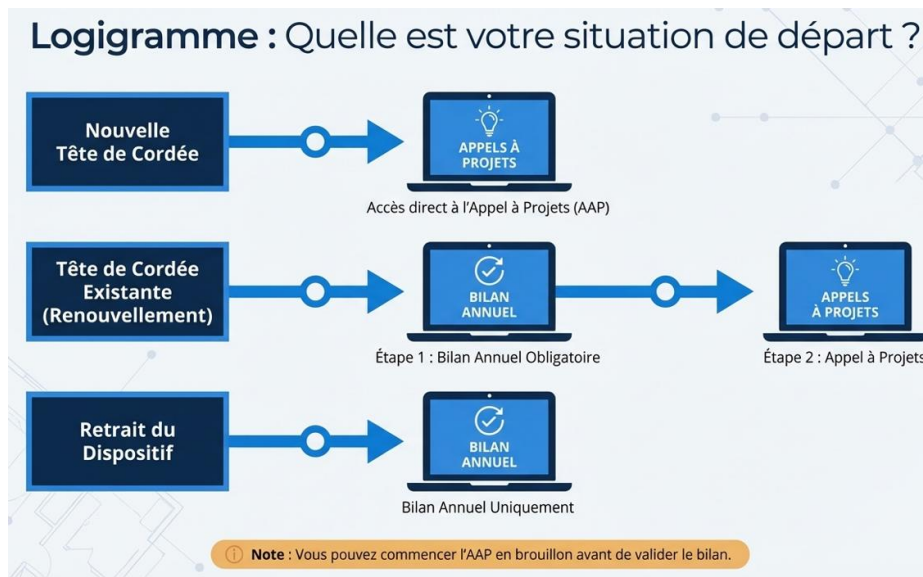 Logigramme : Quelle est votre situation de départ ?
Nouvelle
Tête de Cordée
APPELS À
PROJETS
Accès direct à l'Appel à Projets (AAP)
Tête de Cordée
Existante
(Renouvellement)
BILAN
ANNUEL
Étape 1 : Bilan Annuel Obligatoire
APPELS
À PROJETS
Étape 2 : Appel à Projets
Retrait du
Dispositif
BILAN
ANNUEL
Bilan Annuel Uniquement
Note : Vous pouvez commencer l'AAP en brouillon avant de valider le bilan.